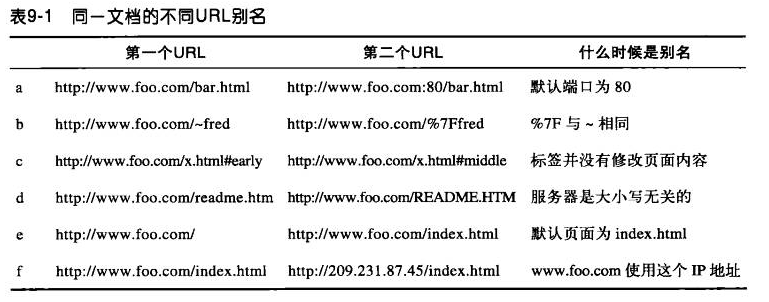 表9-1 同一文档的不同URL别名
第一个URL 第二个URL 什么时候是别名
a http://www.foo.com/bar.html http://www.foo.com:80/bar.html 默认端口为 80
b http://www.foo.com/~fred http://www.foo.com/%7Ffred %7F 与 ~ 相同
c http://www.foo.com/x.html#early http://www.foo.com/x.html#middle 标签并没有修改页面内容
d http://www.foo.com/readme.htm http://www.foo.com/README.HTM 服务器是大小写无关的
e http://www.foo.com/ http://www.foo.com/index.html 默认页面为 index.html
f http://www.foo.com/index.html http://209.231.87.45/index.html www.foo.com 使用这个 IP 地址